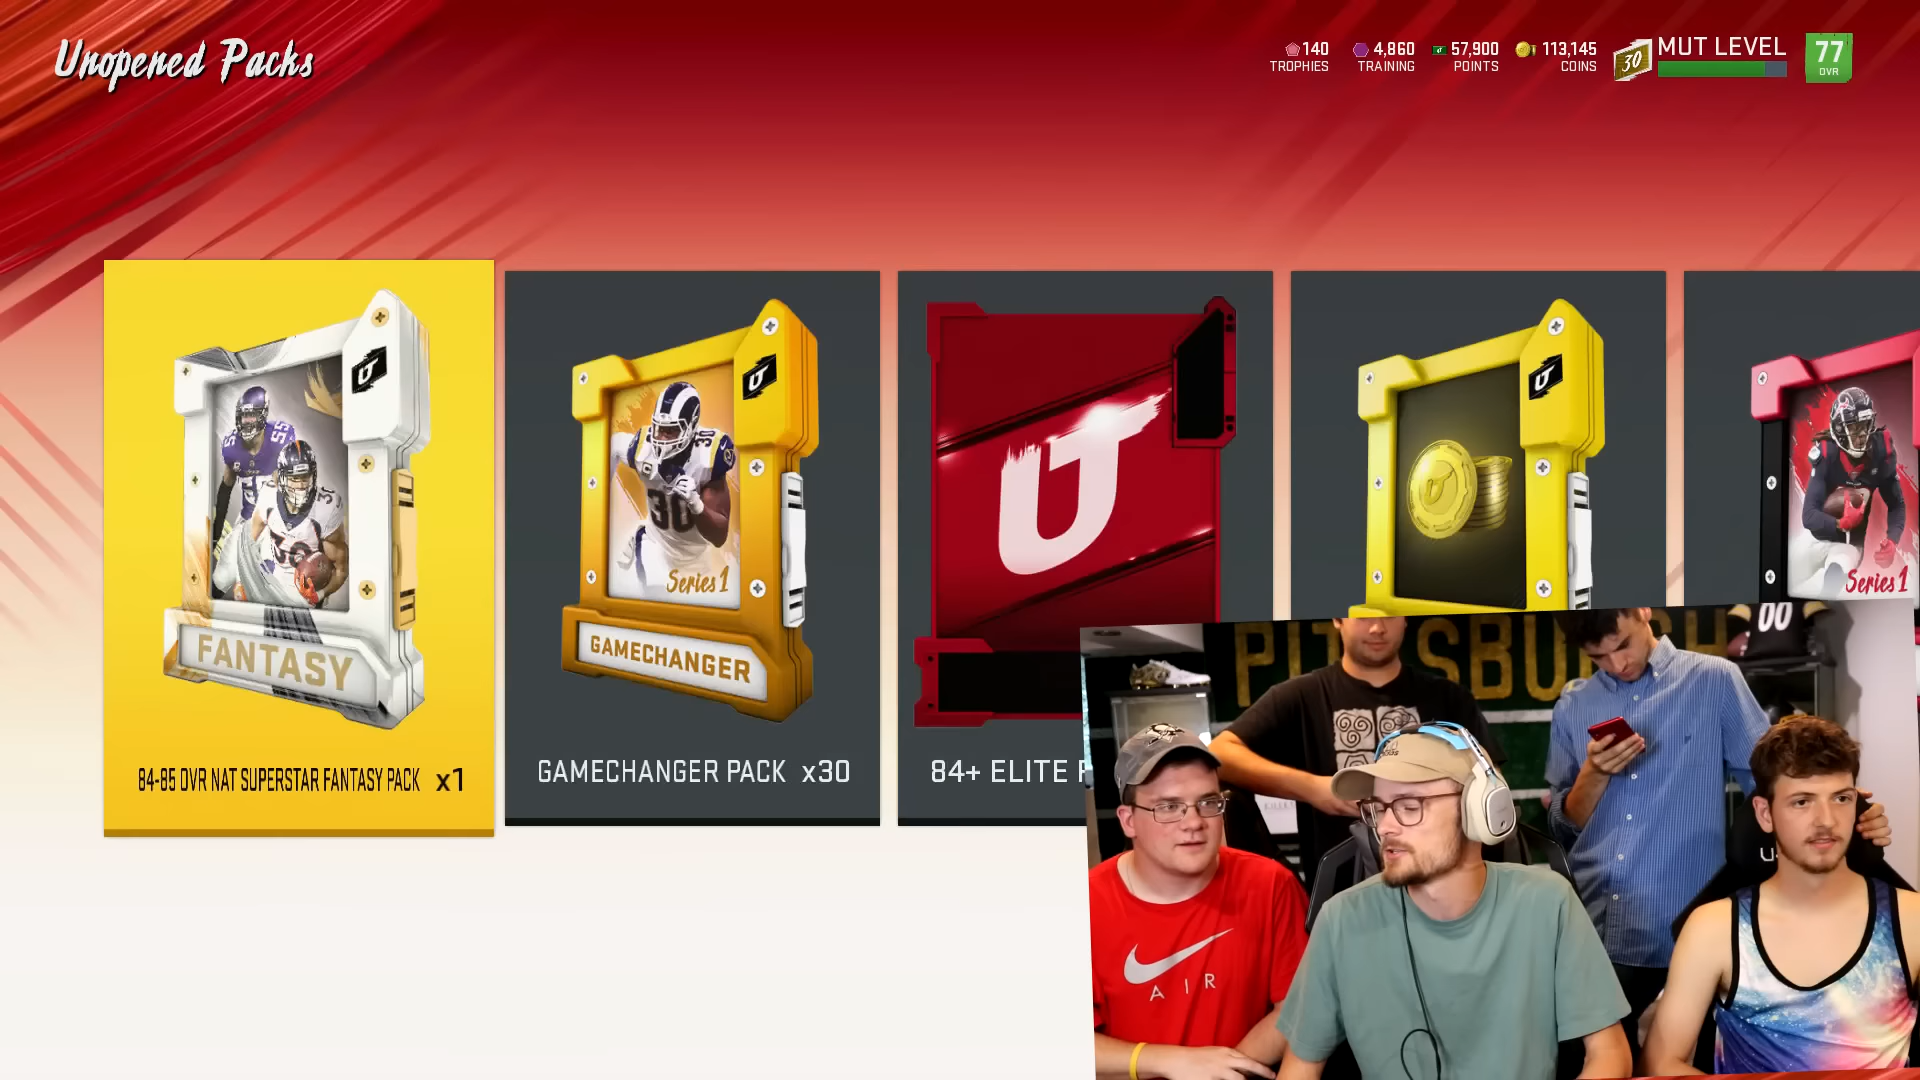 Unopened Packs
140
TROPHIES
4,860
TRAINING
57,900
POINTS
113,145
COINS
30
MUT LEVEL
77
OVR
FANTASY
84-85 OVR NAT SUPERSTAR FANTASY PACK x1
30
Series 1
GAMECHANGER
GAMECHANGER PACK x30
84+ ELITE
Series 1
PITTSBURGH
00
AIR